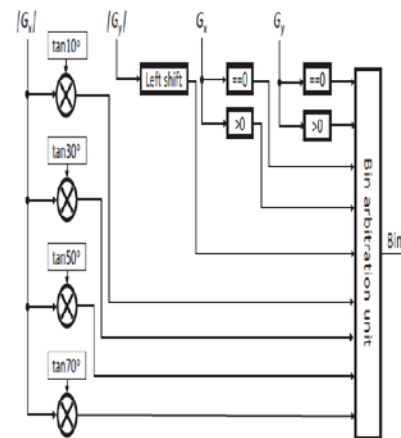 |Gx| |Gy| Gx Gy
tan10°
Left shift ==0 ==0
>0 >0
tan30°
Bin arbitration unit
Bin
tan50°
tan70°